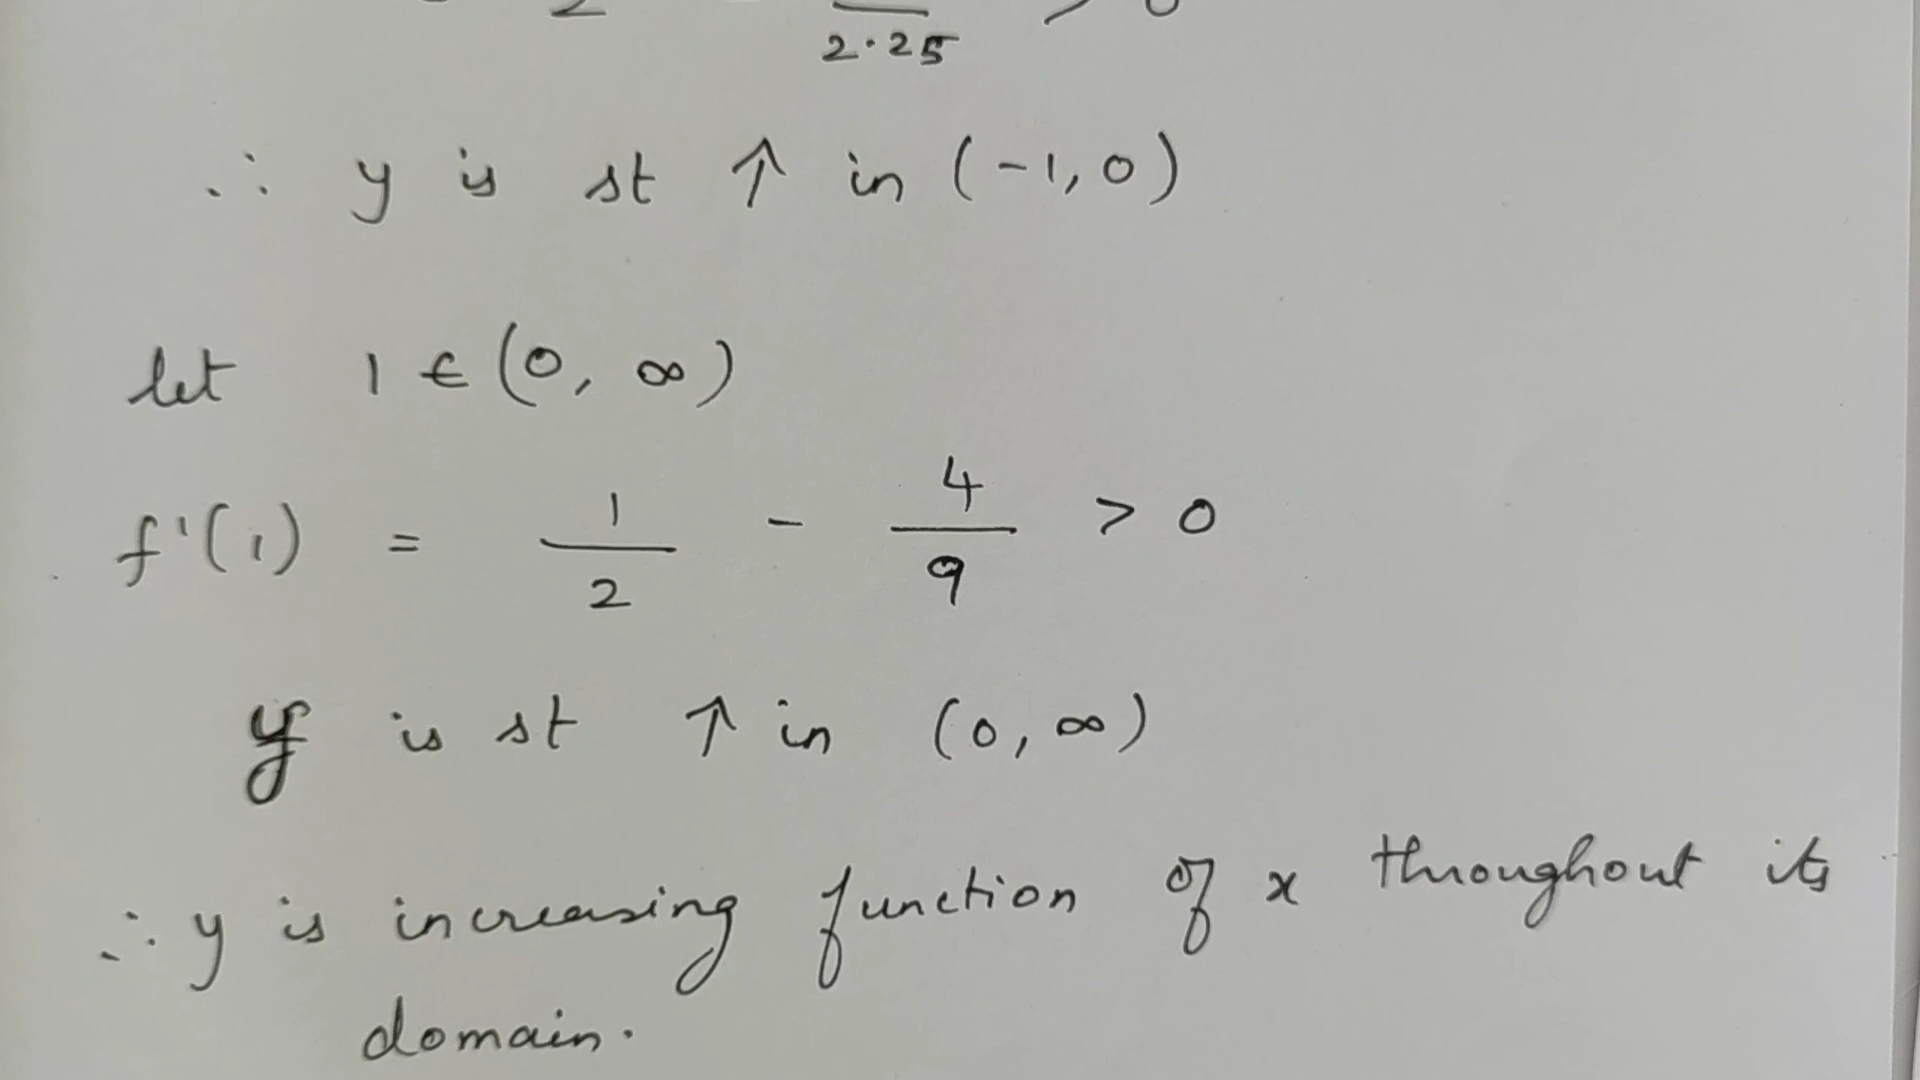 2.25
∴ y is st ↑ in (-1, 0)
let 1 ∈ (0, ∞)
f'(1) = 1/2 - 4/9 > 0
y is st ↑ in (0, ∞)
∴ y is increasing function of x throughout its
domain.